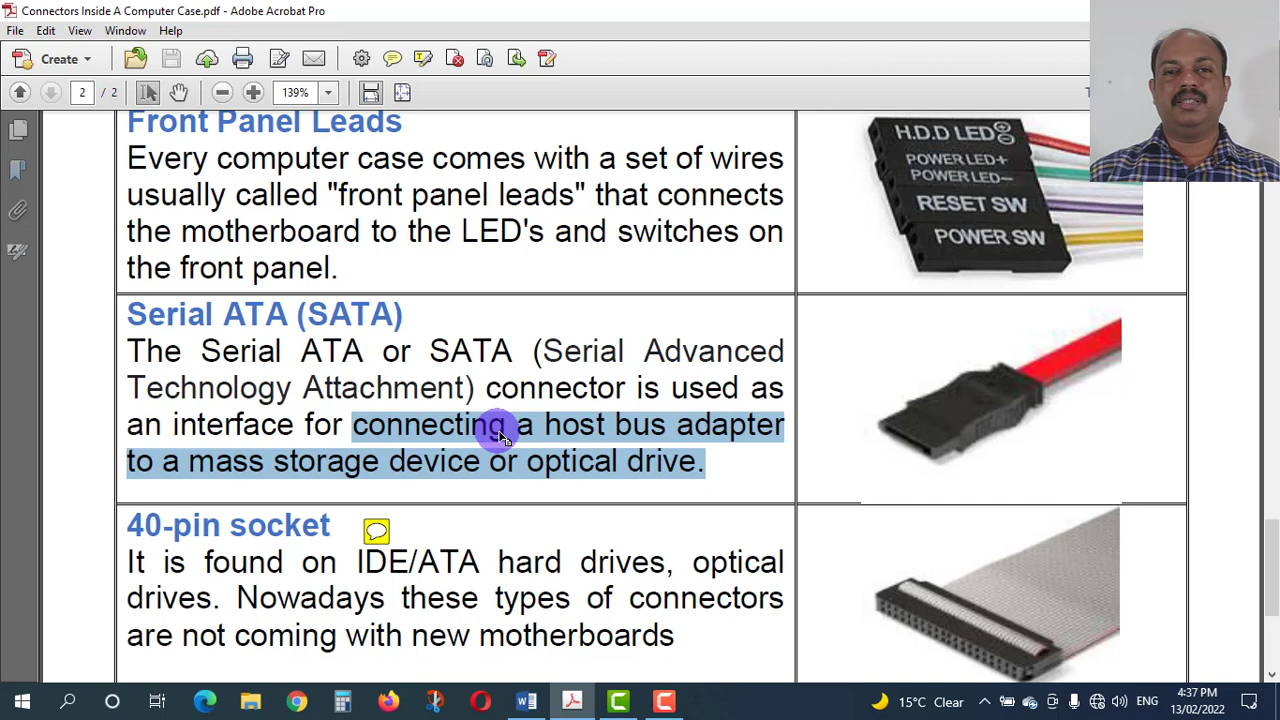 Connectors Inside A Computer Case.pdf - Adobe Acrobat Pro
File Edit View Window Help
Create
2 / 2 139%
Front Panel Leads
Every computer case comes with a set of wires
usually called "front panel leads" that connects
the motherboard to the LED's and switches on
the front panel.
H.D.D LED
POWER LED+
POWER LED−
RESET SW
POWER SW
Serial ATA (SATA)
The Serial ATA or SATA (Serial Advanced
Technology Attachment) connector is used as
an interface for connecting a host bus adapter
to a mass storage device or optical drive.
40-pin socket
It is found on IDE/ATA hard drives, optical
drives. Nowadays these types of connectors
are not coming with new motherboards
15°C Clear
ENG
4:37 PM
13/02/2022